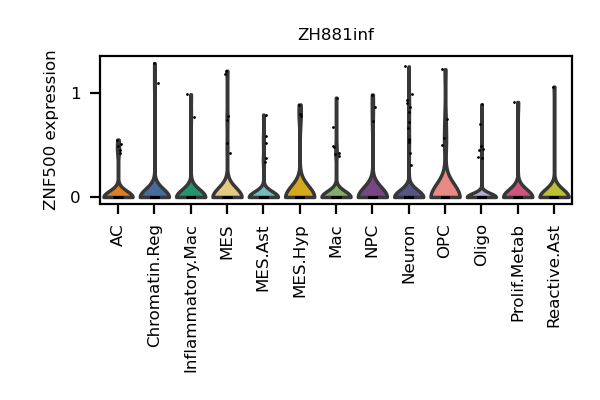 ZH881inf
ZNF500 expression
1
0
AC
Chromatin.Reg
Inflammatory.Mac
MES
MES.Ast
MES.Hyp
Mac
NPC
Neuron
OPC
Oligo
Prolif.Metab
Reactive.Ast